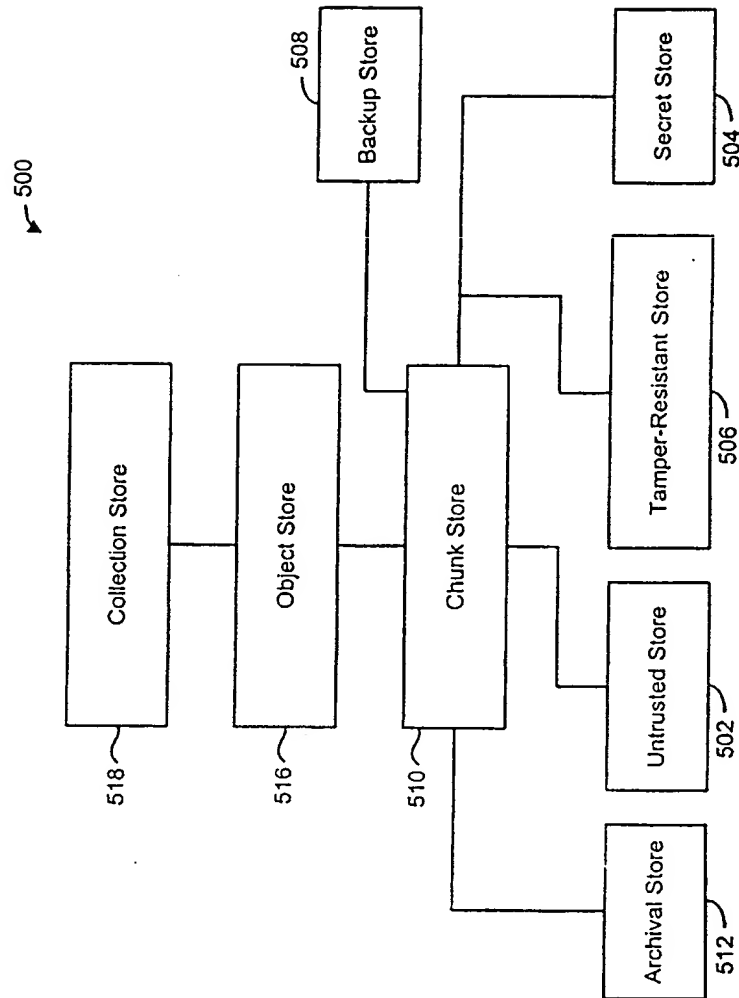 500
Collection Store
518
Object Store
516
Backup Store
508
Chunk Store
510
Archival Store
512
Untrusted Store
502
Tamper-Resistant Store
506
Secret Store
504